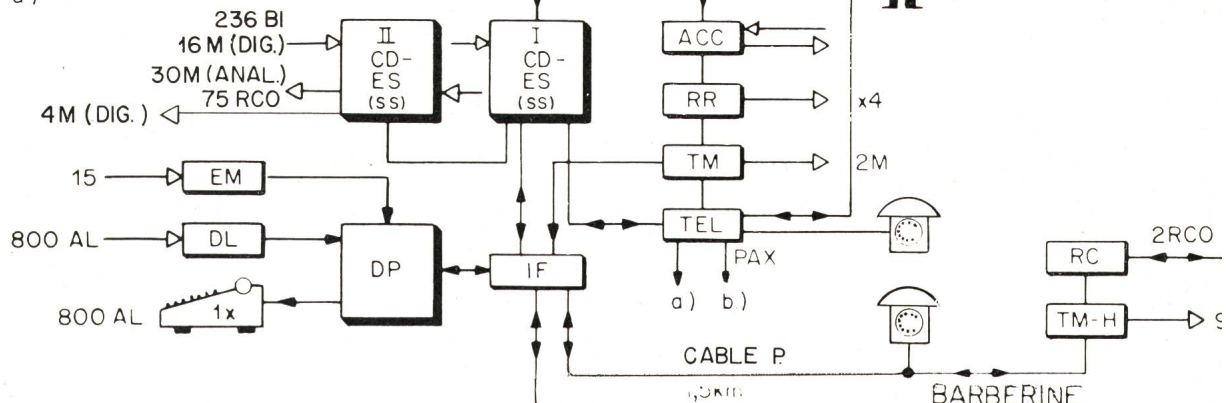 236 BI
16 M (DIG.)
30M (ANAL.)
75 RCO
4M (DIG.)
II
CD-
ES
(SS)
I
CD-
ES
(SS)
ACC
RR
x4
TM
2M
TEL
PAX
a) b)
15
EM
800 AL
DL
DP
IF
800 AL
1x
RC
2RCO
TM-H
CABLE P.
BARBERINE